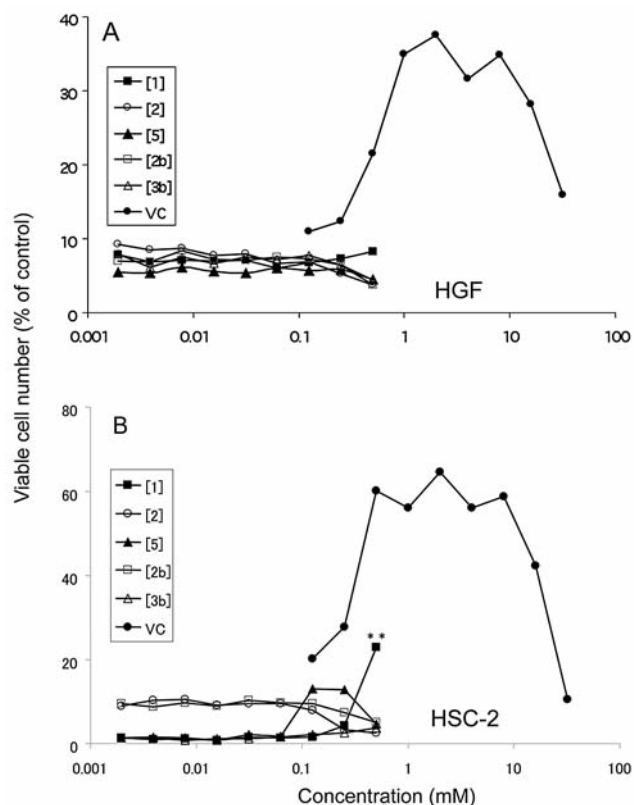 A
40
30
20
10
0
[1]
[2]
[5]
[2b]
[3b]
VC
HGF
0.001 0.01 0.1 1 10 100
Viable cell number (% of control)
B
80
60
40
20
0
[1]
[2]
[5]
[2b]
[3b]
VC
**
HSC-2
0.001 0.01 0.1 1 10 100
Concentration (mM)